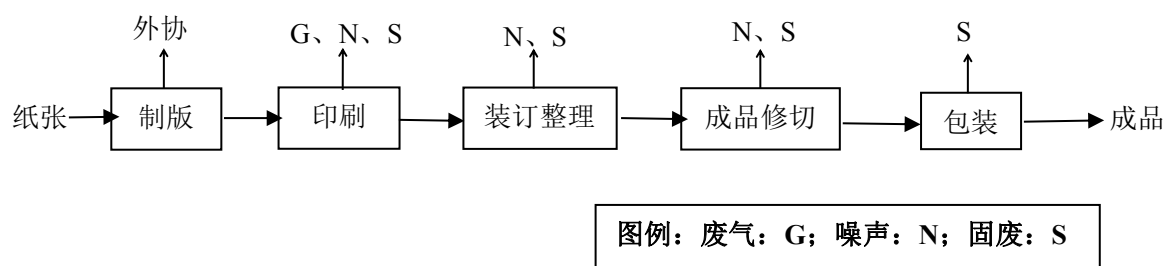 外协
G、N、S
N、S
N、S
S
纸张
制版
印刷
装订整理
成品修切
包装
成品
图例：废气：G；噪声：N；固废：S